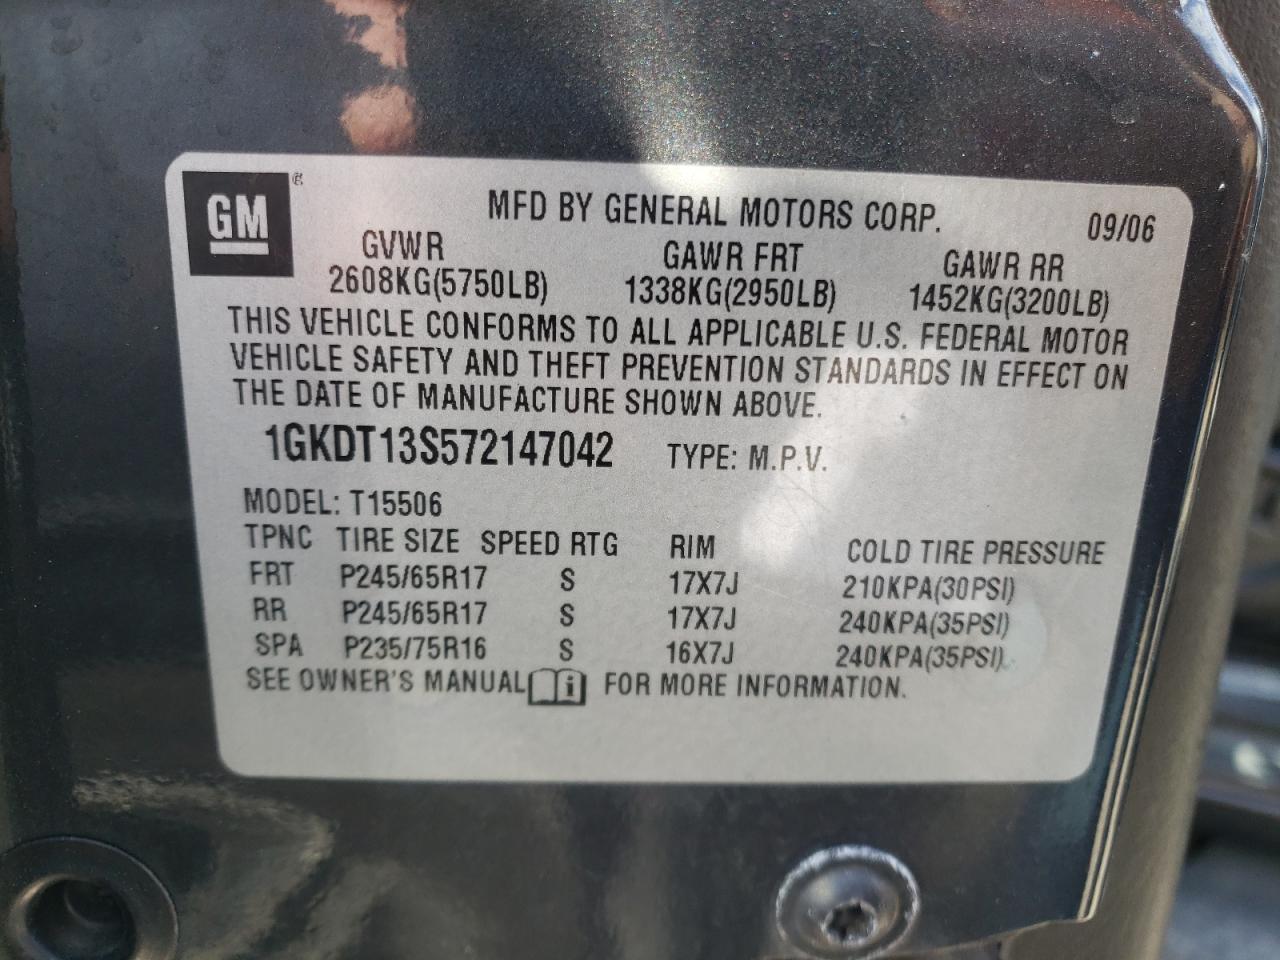 GM
MFD BY GENERAL MOTORS CORP. 09/06
GVWR GAWR FRT GAWR RR
2608KG(5750LB) 1338KG(2950LB) 1452KG(3200LB)
THIS VEHICLE CONFORMS TO ALL APPLICABLE U.S. FEDERAL MOTOR
VEHICLE SAFETY AND THEFT PREVENTION STANDARDS IN EFFECT ON
THE DATE OF MANUFACTURE SHOWN ABOVE.
1GKDT13S572147042 TYPE: M.P.V.
MODEL: T15506
TPNC TIRE SIZE SPEED RTG RIM COLD TIRE PRESSURE
FRT P245/65R17 S 17X7J 210KPA(30PSI)
RR P245/65R17 S 17X7J 240KPA(35PSI)
SPA P235/75R16 S 16X7J 240KPA(35PSI)
SEE OWNER'S MANUAL FOR MORE INFORMATION.